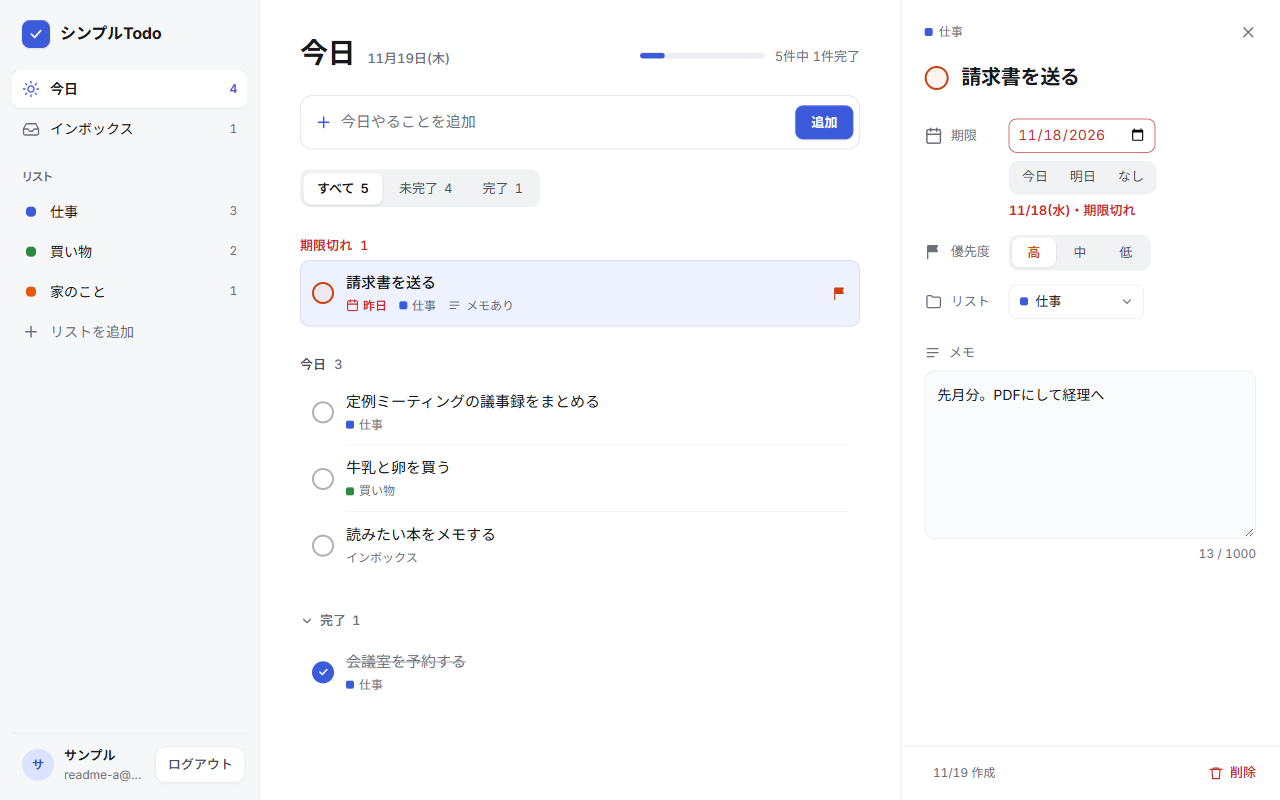 シンプルTodo
今日 4
インボックス 1
リスト
仕事 3
買い物 2
家のこと 1
リストを追加
サ
サンプル
readme-a@...
ログアウト
今日 11月19日(木)
5件中 1件完了
今日やることを追加
追加
すべて 5 未完了 4 完了 1
期限切れ 1
請求書を送る
昨日 仕事 メモあり
今日 3
定例ミーティングの議事録をまとめる
仕事
牛乳と卵を買う
買い物
読みたい本をメモする
インボックス
完了 1
会議室を予約する
仕事
仕事
請求書を送る
期限 11/18/2026
今日 明日 なし
11/18(水)・期限切れ
優先度 高 中 低
リスト 仕事
メモ
先月分。PDFにして経理へ
13 / 1000
11/19 作成
削除